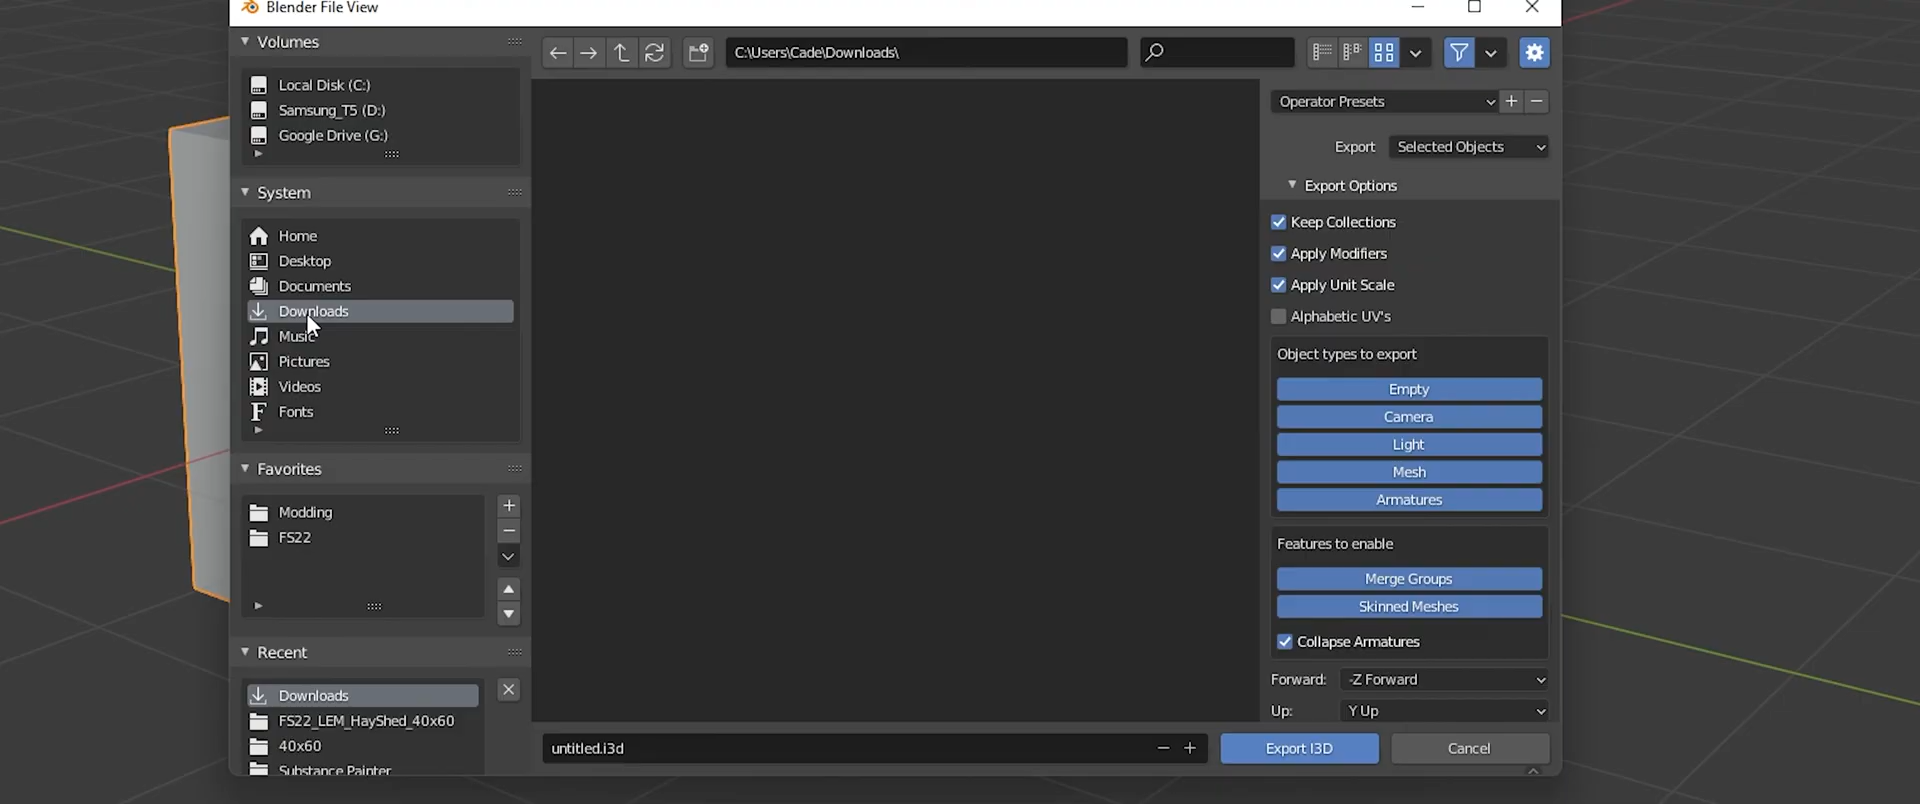 Blender File View
Volumes
Local Disk (C:)
Samsung_T5 (D:)
Google Drive (G:)
System
Home
Desktop
Documents
Downloads
Music
Pictures
Videos
Fonts
Favorites
Modding
FS22
Recent
Downloads
FS22_LEM_HayShed_40x60
40x60
Substance Painter
C:\Users\Cade\Downloads\
Operator Presets
Export Selected Objects
Export Options
Keep Collections
Apply Modifiers
Apply Unit Scale
Alphabetic UV's
Object types to export
Empty
Camera
Light
Mesh
Armatures
Features to enable
Merge Groups
Skinned Meshes
Collapse Armatures
Forward: -Z Forward
Up: Y Up
untitled.i3d
Export I3D
Cancel